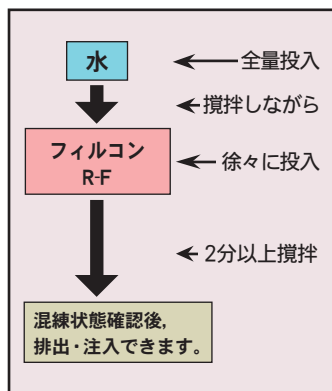 水
全量投入
撹拌しながら
フィルコン
R-F
徐々に投入
2分以上撹拌
混練状態確認後,
排出・注入できます。